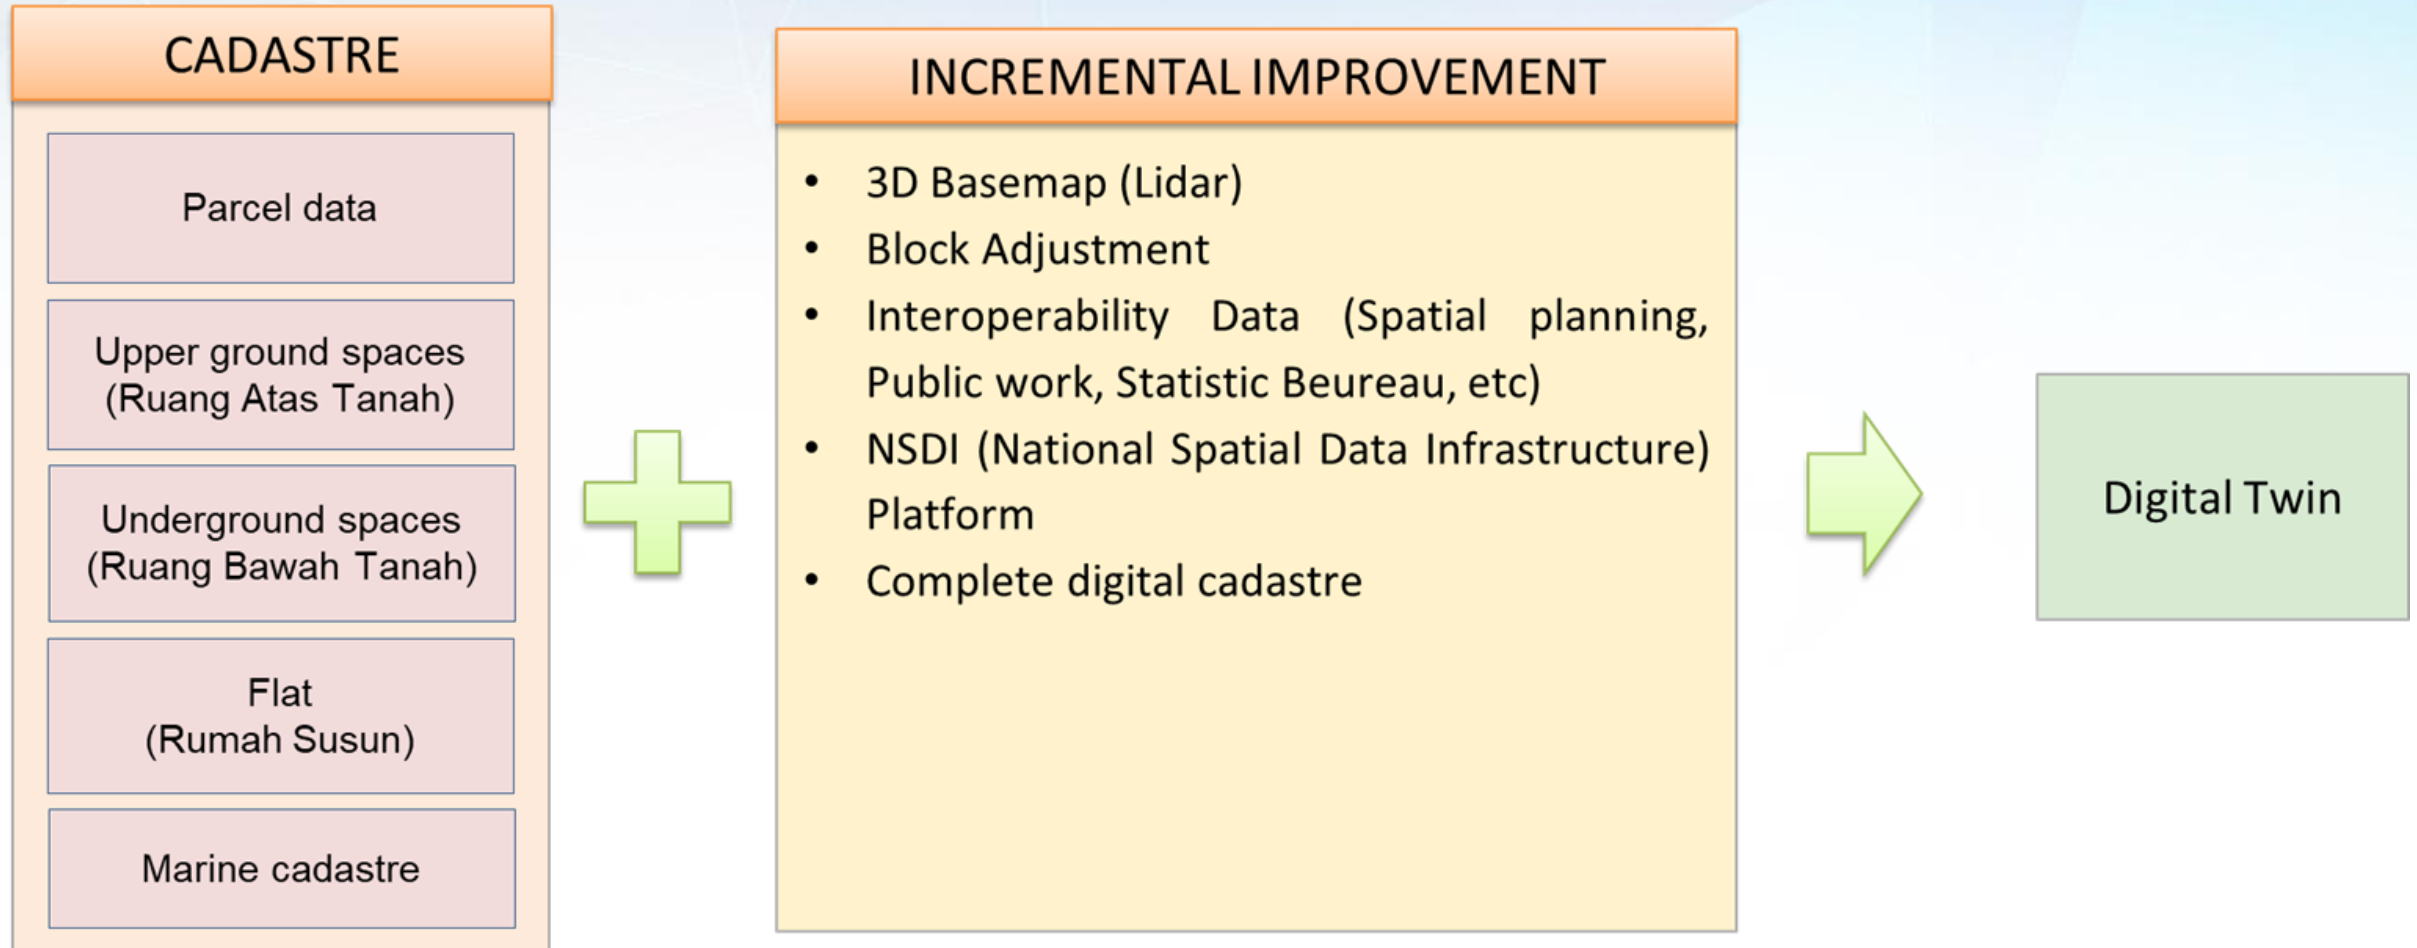 CADASTRE
Parcel data
Upper ground spaces
(Ruang Atas Tanah)
Underground spaces
(Ruang Bawah Tanah)
Flat
(Rumah Susun)
Marine cadastre
INCREMENTAL IMPROVEMENT
• 3D Basemap (Lidar)
• Block Adjustment
• Interoperability Data (Spatial planning,
Public work, Statistic Beureau, etc)
• NSDI (National Spatial Data Infrastructure)
Platform
• Complete digital cadastre
Digital Twin